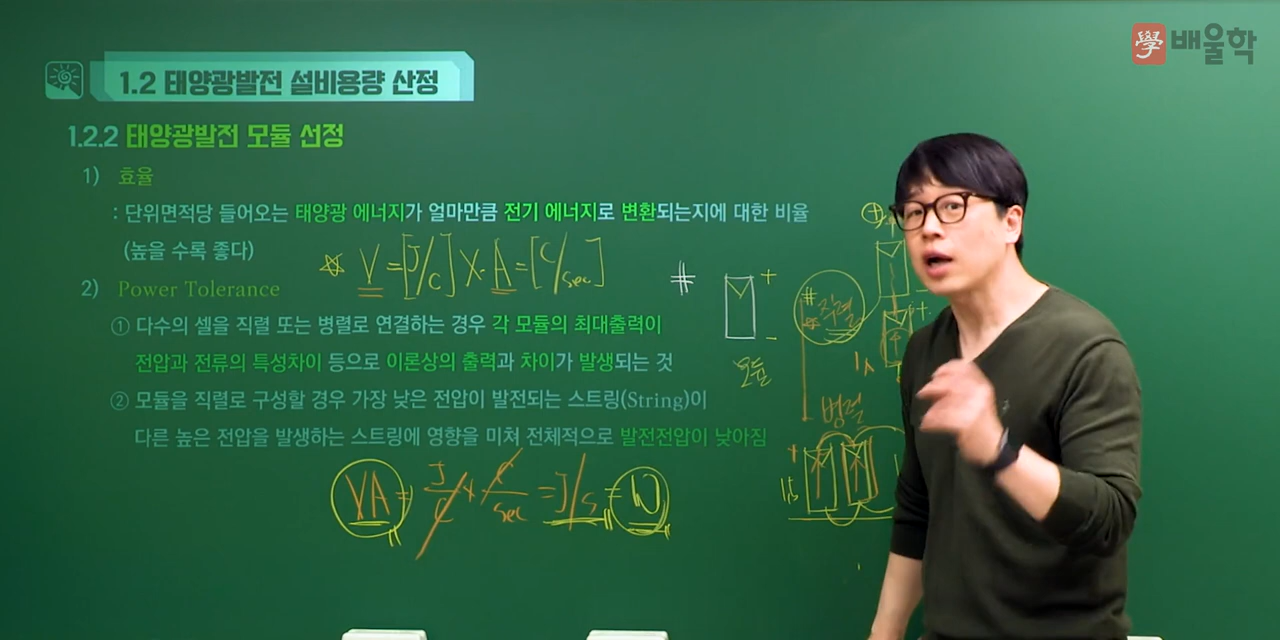 學 배울학
1.2 태양광발전 설비용량 산정
1.2.2 태양광발전 모듈 선정
1) 효율
: 단위면적당 들어오는 태양광 에너지가 얼마만큼 전기 에너지로 변환되는지에 대한 비율
(높을 수록 좋다)
V = [J/C] X. A = [C/sec]
2) Power Tolerance
① 다수의 셀을 직렬 또는 병렬로 연결하는 경우 각 모듈의 최대출력이
전압과 전류의 특성차이 등으로 이론상의 출력과 차이가 발생되는 것
② 모듈을 직렬로 구성할 경우 가장 낮은 전압이 발전되는 스트링(String)이
다른 높은 전압을 발생하는 스트링에 영향을 미쳐 전체적으로 발전전압이 낮아짐
VA = J/C x C/sec = J/s = W
# + -
모듈
# 직렬
병렬
+